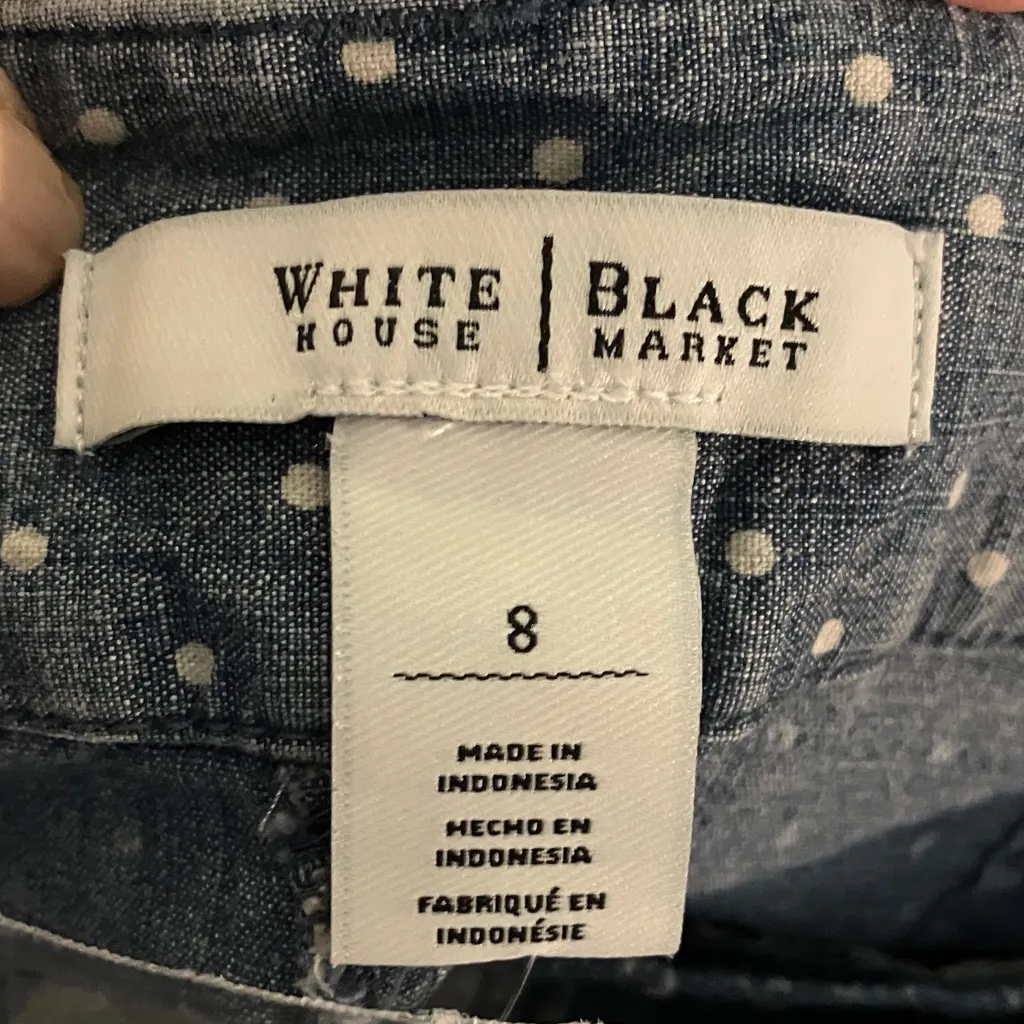 WHITE | BLACK
HOUSE | MARKET
8
MADE IN
INDONESIA
HECHO EN
INDONESIA
FABRIQUÉ EN
INDONÉSIE